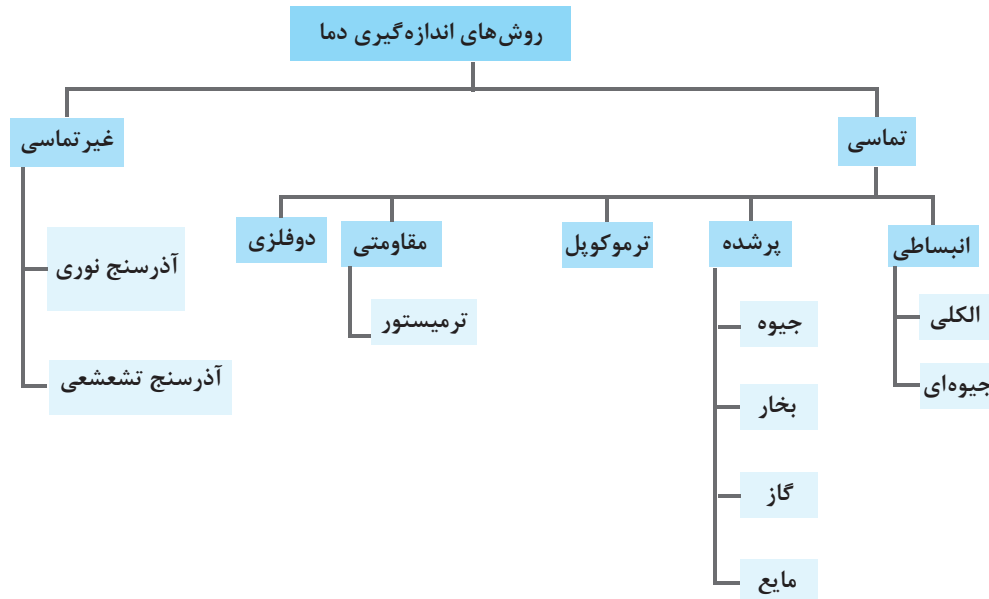 روش‌های اندازه‌گیری دما
تماسی
غیرتماسی
انبساطی
پرشده
ترموکوپل
مقاومتی
دوفلزی
الکلی
جیوه‌ای
جیوه
بخار
گاز
مایع
ترمیستور
آذرسنج نوری
آذرسنج تشعشعی